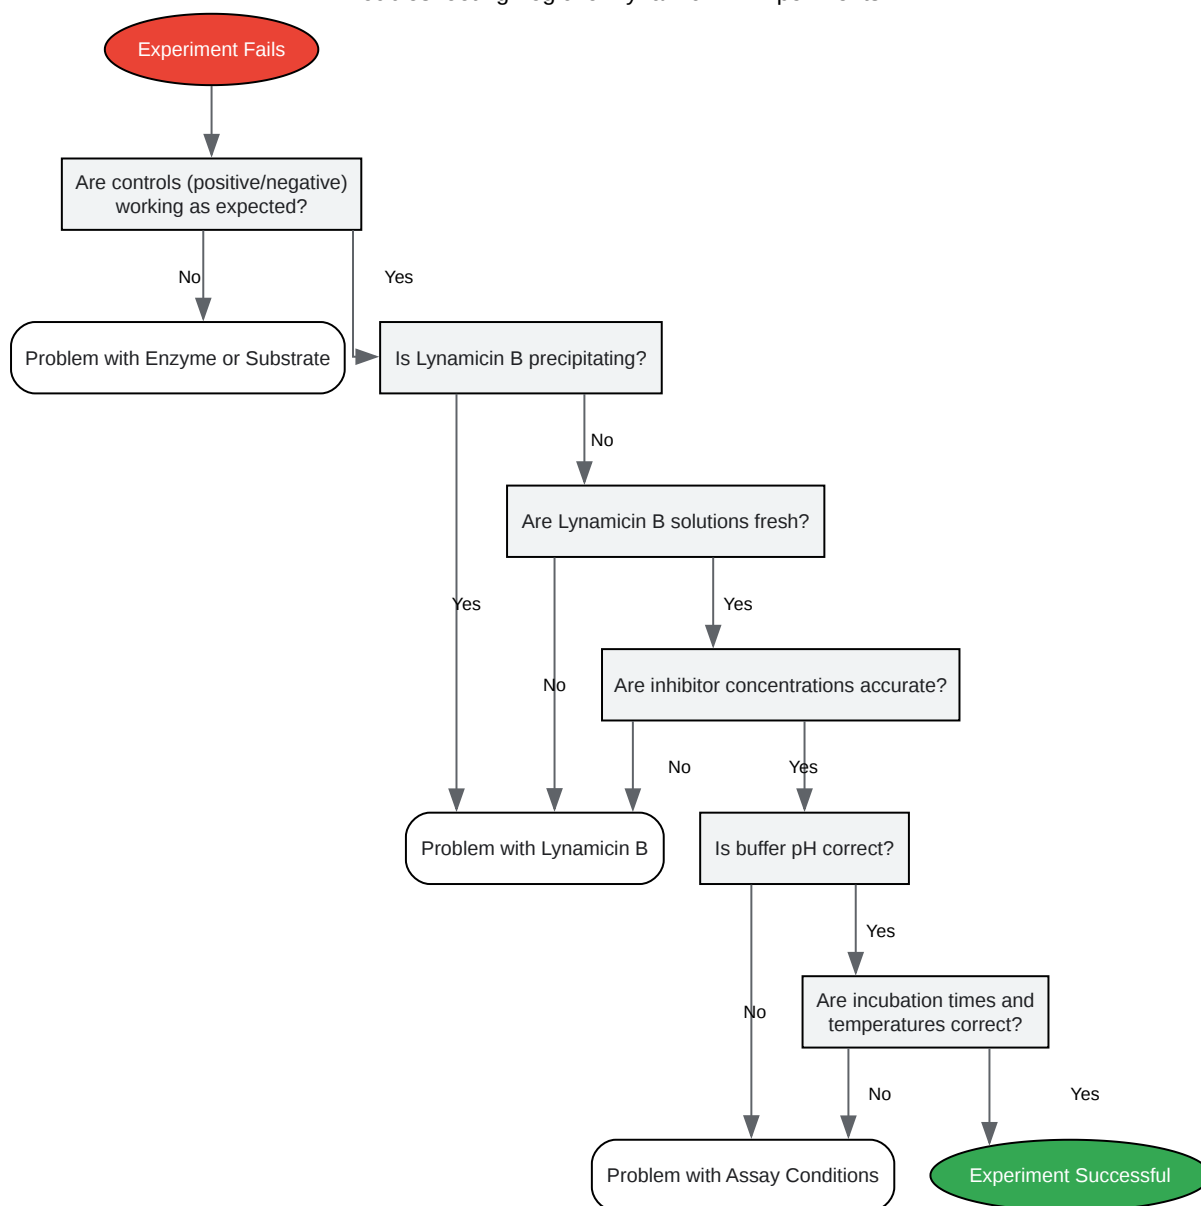 Experiment Fails
Are controls (positive/negative)
working as expected?
No
Yes
Problem with Enzyme or Substrate
Is Lynamicin B precipitating?
No
Are Lynamicin B solutions fresh?
Yes
Yes
No
Are inhibitor concentrations accurate?
No
Yes
Problem with Lynamicin B
Is buffer pH correct?
Yes
No
Are incubation times and
temperatures correct?
No
Yes
Problem with Assay Conditions
Experiment Successful